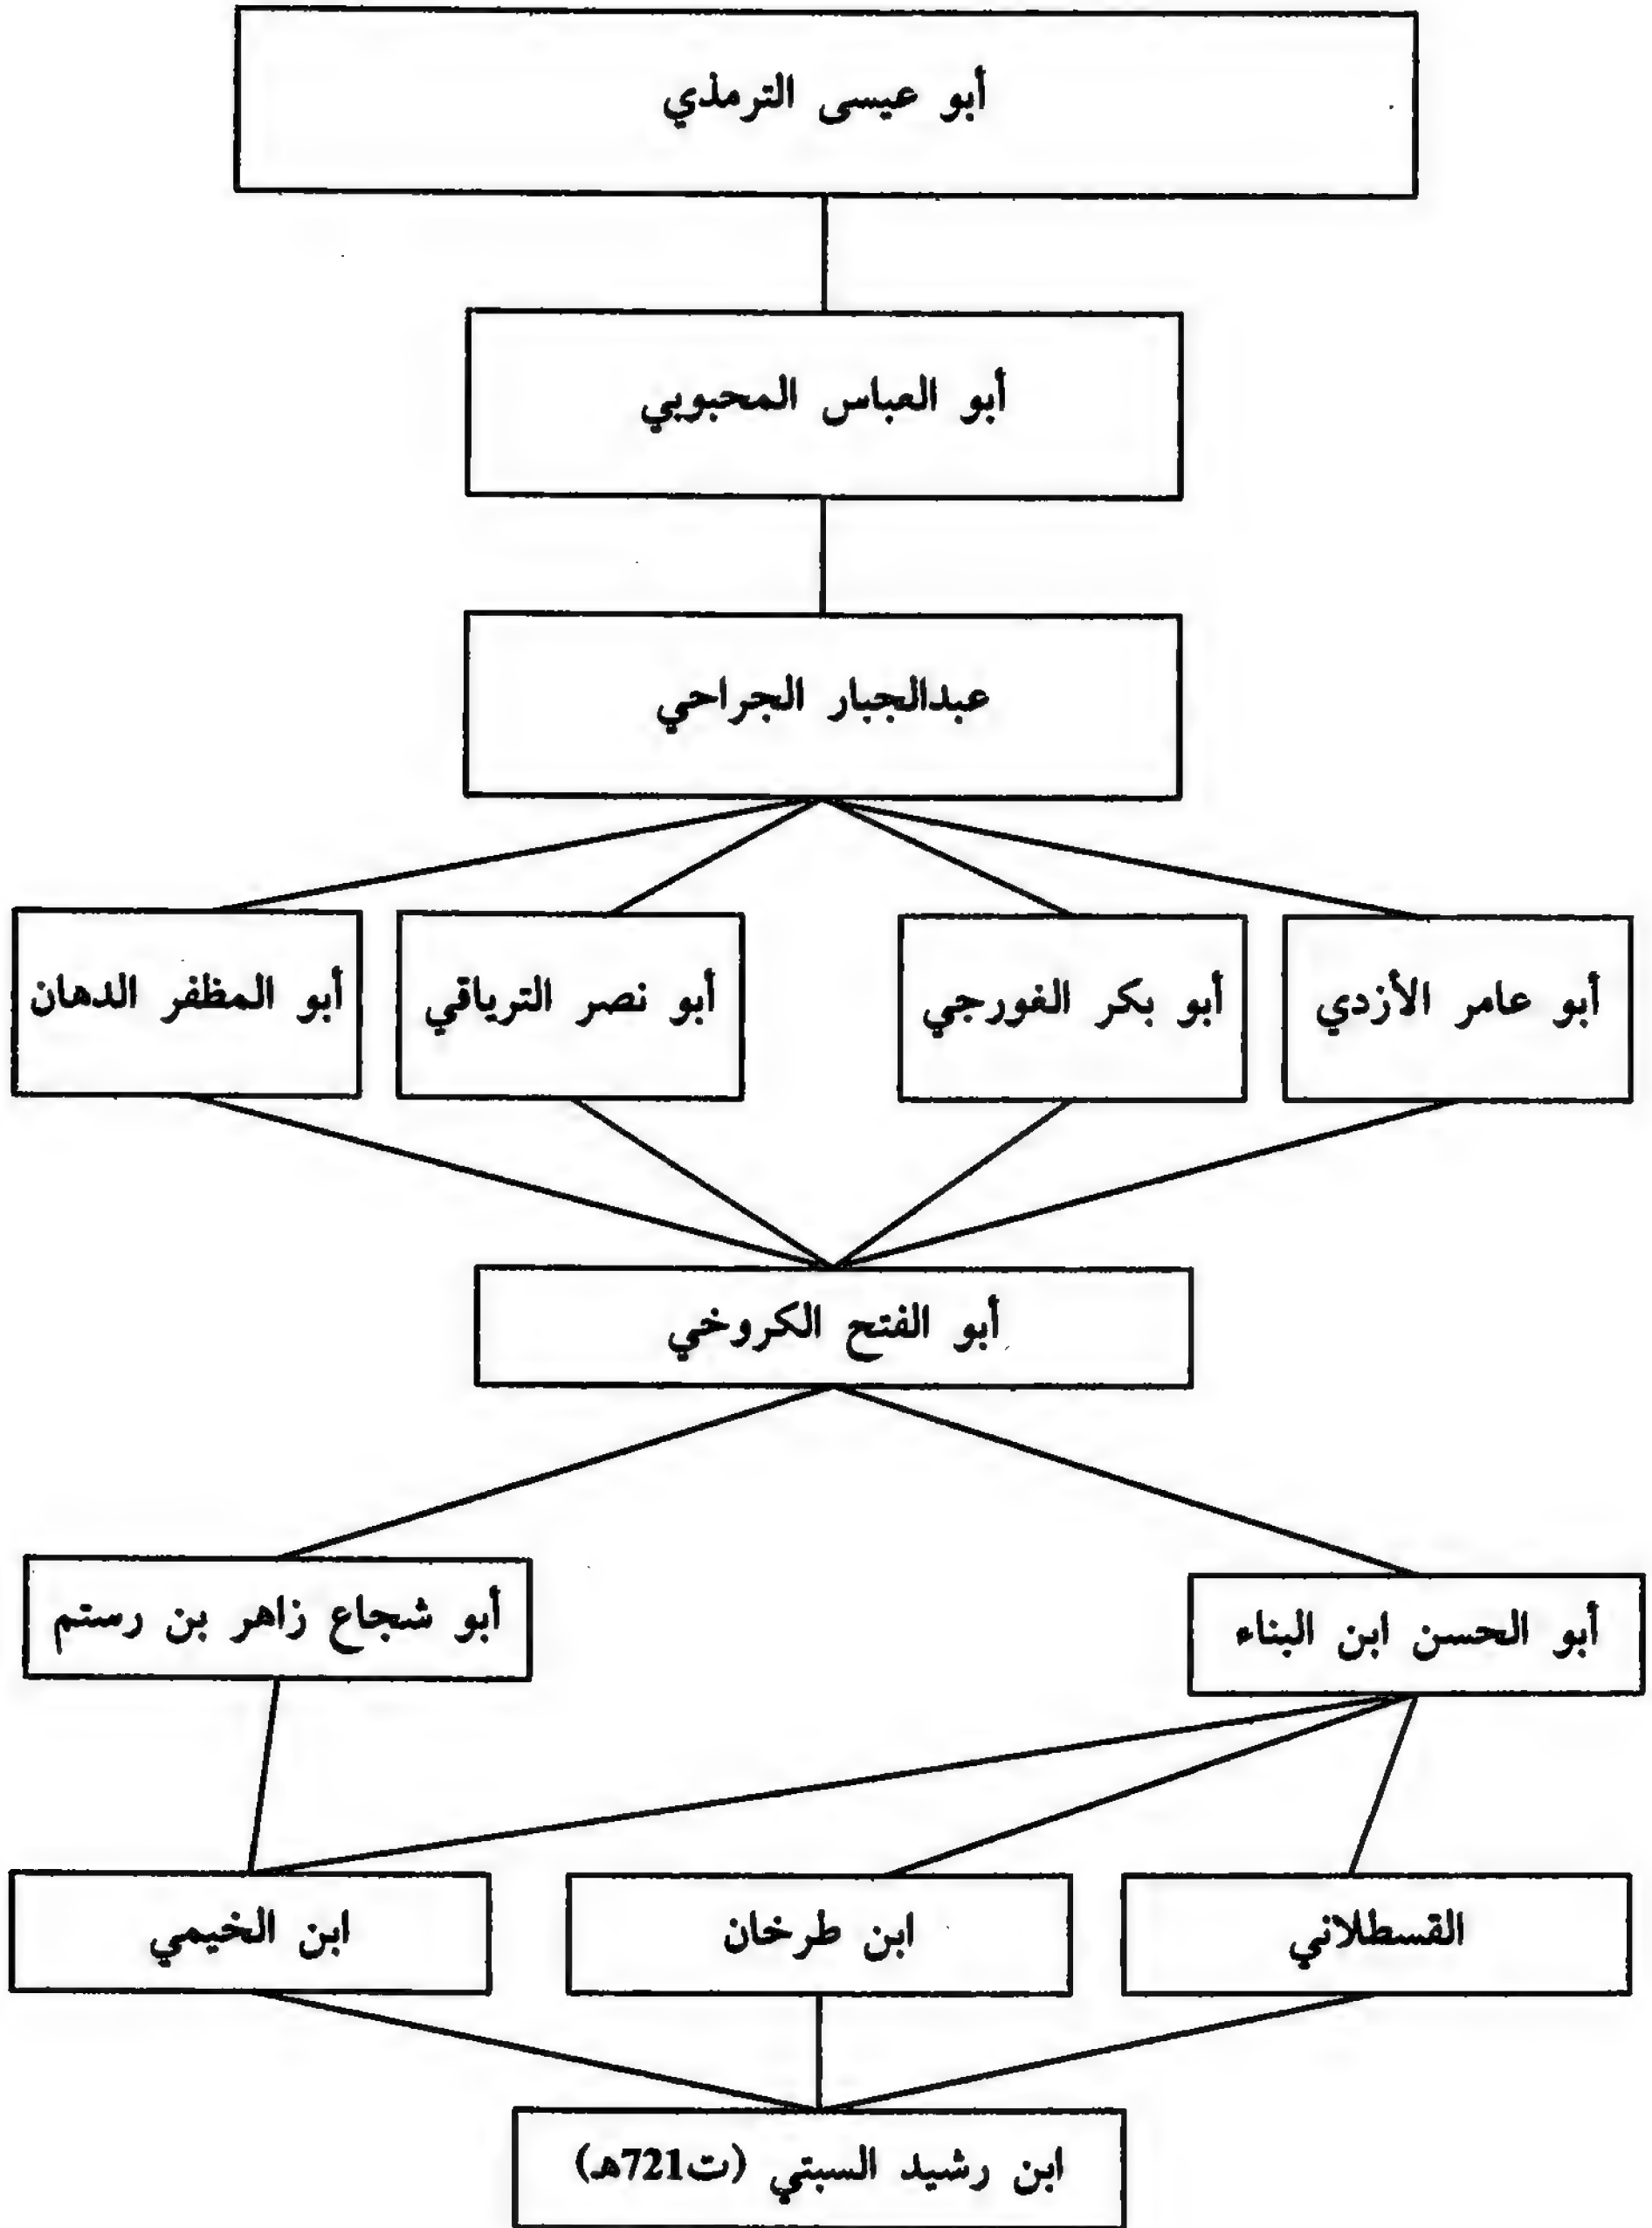 أبو عيسى الترمذي
أبو العباس المحبوبي
عبدالجبار الجراحي
أبو عامر الأزدي
أبو بكر الغورجي
أبو نصر الترياقي
أبو المظفر الدهان
أبو الفتح الكروخي
أبو الحسن ابن البناء
أبو شجاع زاهر بن رستم
القسطلاني
ابن طرخان
ابن الخيمي
ابن رشيد السبتي (ت721هـ)